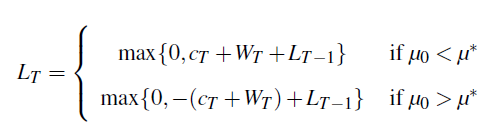 max{0, c_T + W_T + L_{T−1}} if μ_0 < μ*
L_T =
max{0, −(c_T + W_T) + L_{T−1}} if μ_0 > μ*